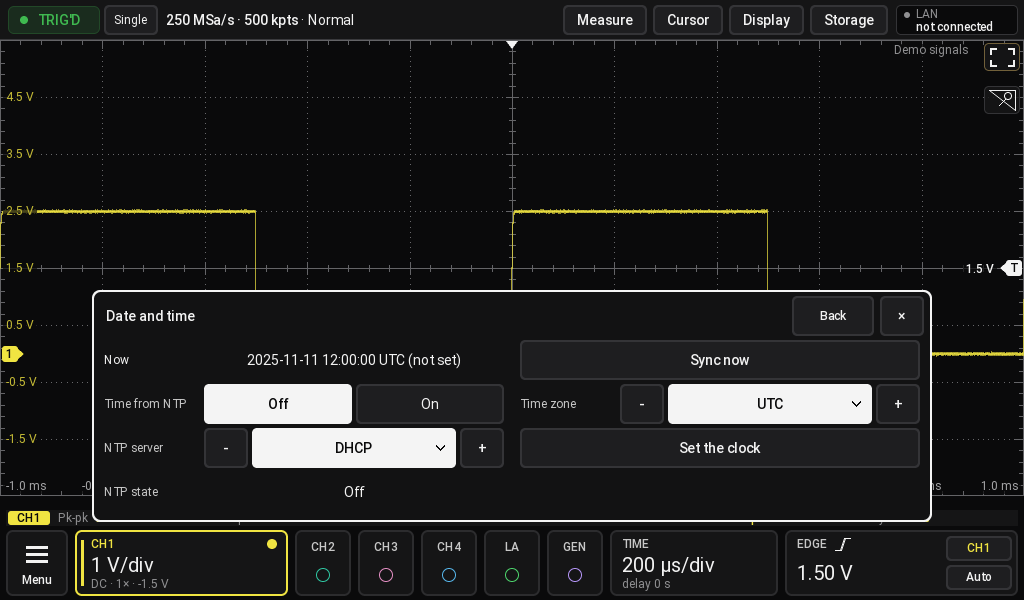 TRIG'D Single 250 MSa/s · 500 kpts · Normal Measure Cursor Display Storage LAN
not connected
Demo signals
4.5 V
3.5 V
2.5 V
1.5 V 1.5 V T
0.5 V
1
-0.5 V
-1.5 V
-1.0 ms 1.0 ms
Date and time Back ×
Now 2025-11-11 12:00:00 UTC (not set) Sync now
Time from NTP Off On Time zone - UTC +
NTP server - DHCP + Set the clock
NTP state Off
CH1 Pk-pk
Menu
CH1
1 V/div
DC · 1× · -1.5 V
CH2 CH3 CH4 LA GEN
TIME
200 µs/div
delay 0 s
EDGE
1.50 V
CH1
Auto